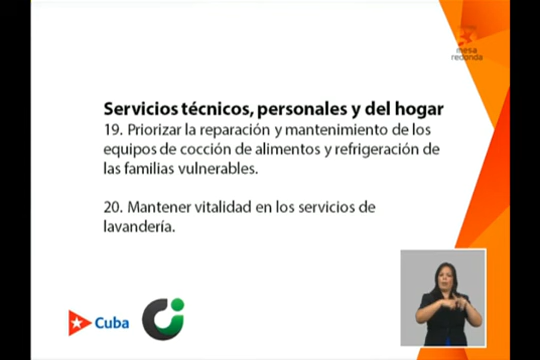 mesa
redonda
Servicios técnicos, personales y del hogar
19. Priorizar la reparación y mantenimiento de los
equipos de cocción de alimentos y refrigeración de
las familias vulnerables.
20. Mantener vitalidad en los servicios de
lavandería.
Cuba